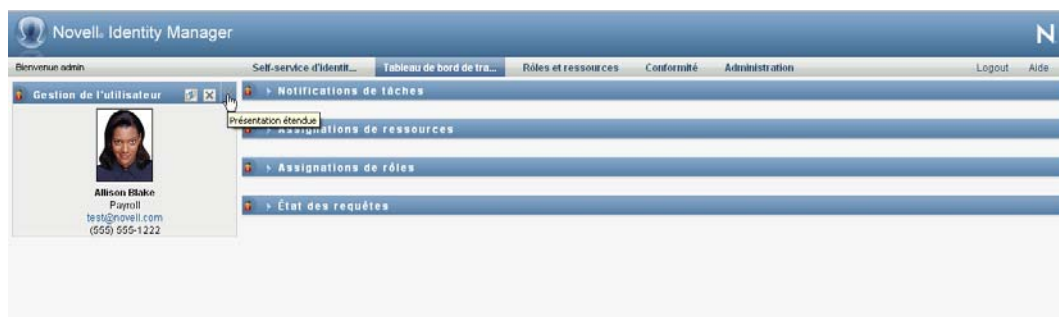 Novell® Identity Manager
N
Bienvenue admin
Self-service d'identit...
Tableau de bord de tra...
Rôles et ressources
Conformité
Administration
Logout
Aide
Gestion de l'utilisateur
Notifications de tâches
Présentation étendue
Assignations de ressources
Assignations de rôles
État des requêtes
Allison Blake
Payroll
test@novell.com
(555) 555-1222